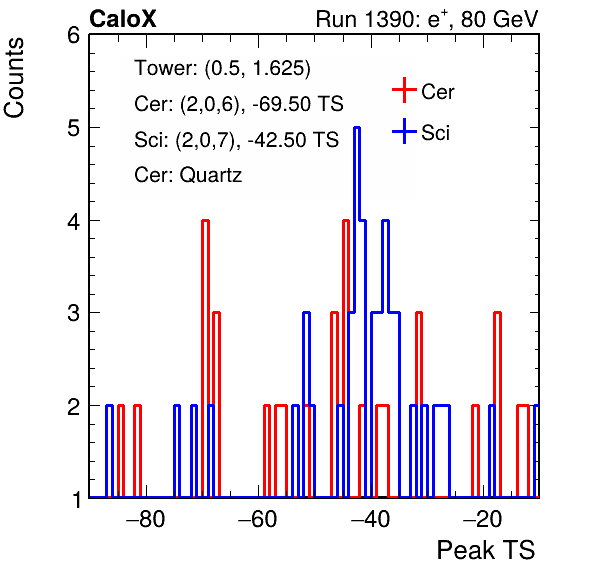 CaloX Run 1390: e⁺, 80 GeV
Counts
Tower: (0.5, 1.625)
Cer: (2,0,6), -69.50 TS
Sci: (2,0,7), -42.50 TS
Cer: Quartz
Cer
Sci
6
5
4
3
2
1
−80 −60 −40 −20
Peak TS